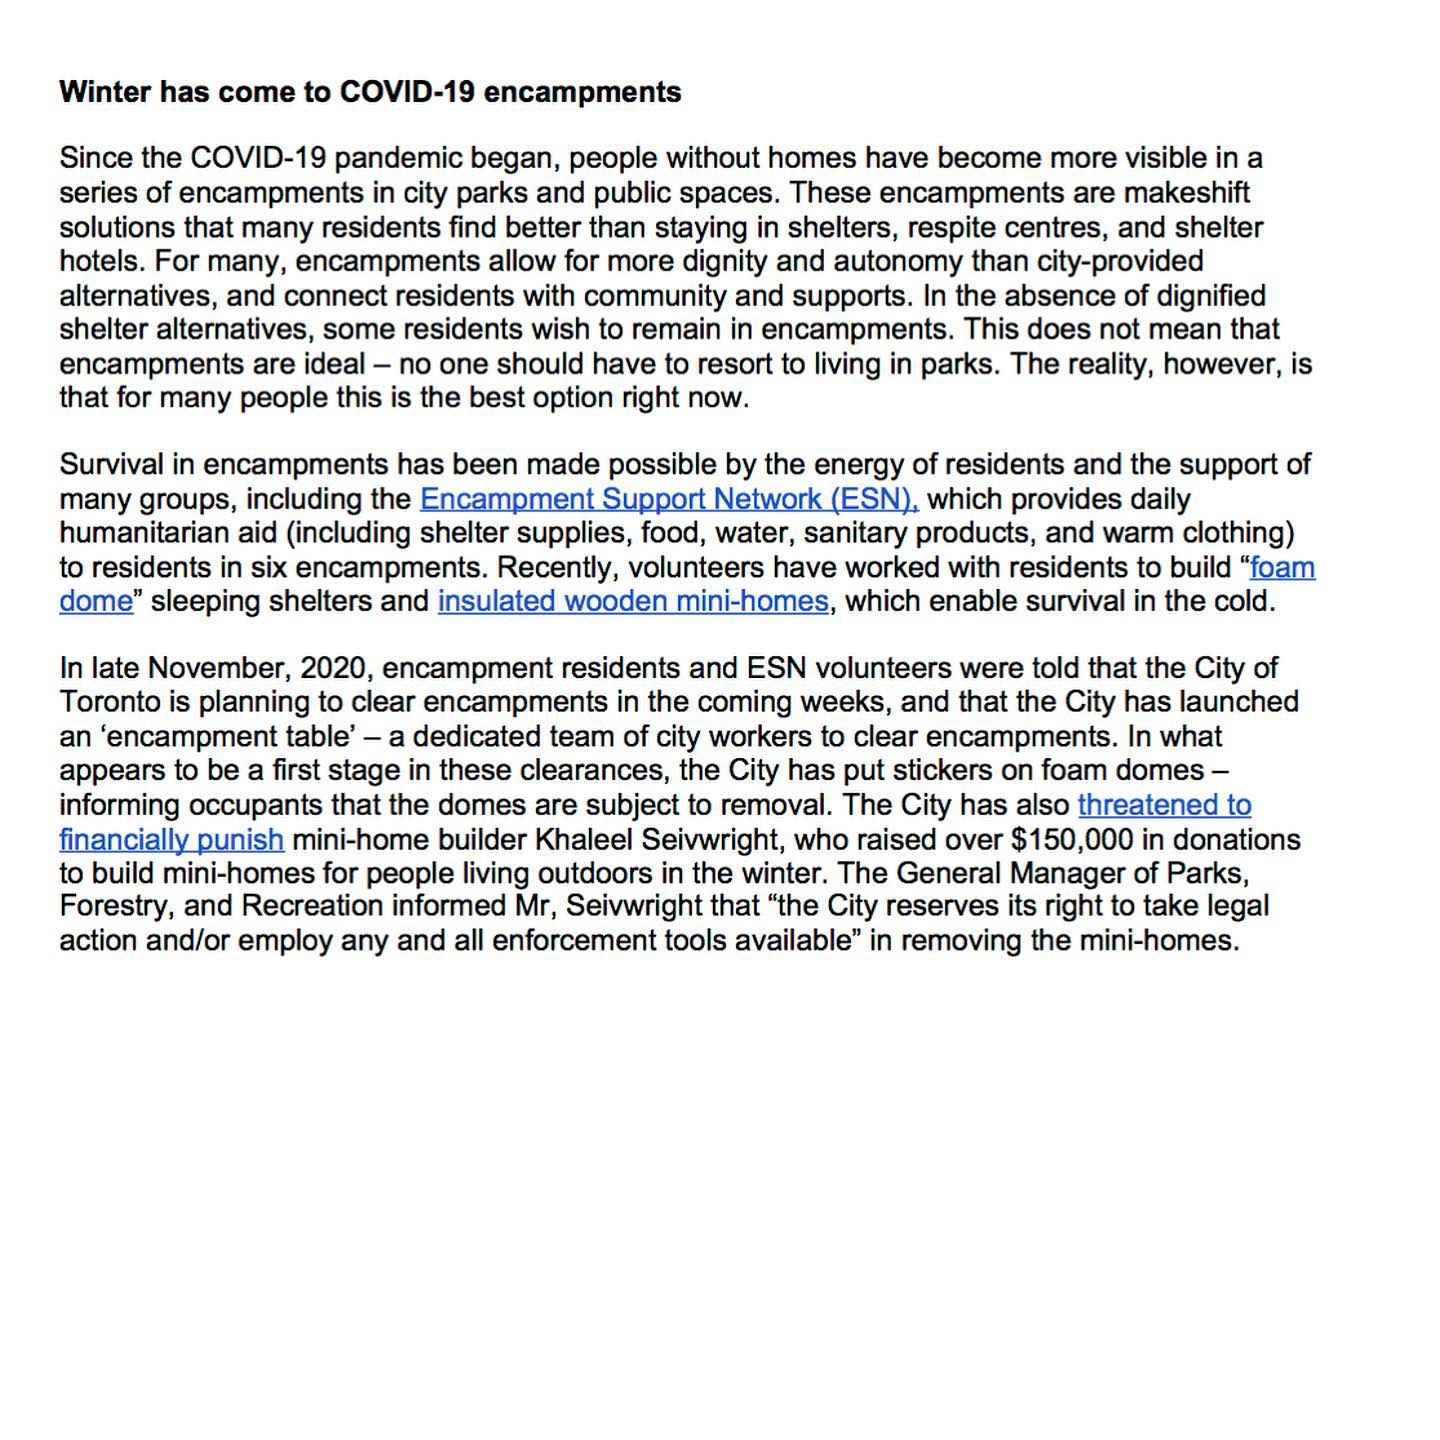 Winter has come to COVID-19 encampments
Since the COVID-19 pandemic began, people without homes have become more visible in a
series of encampments in city parks and public spaces. These encampments are makeshift
solutions that many residents find better than staying in shelters, respite centres, and shelter
hotels. For many, encampments allow for more dignity and autonomy than city-provided
alternatives, and connect residents with community and supports. In the absence of dignified
shelter alternatives, some residents wish to remain in encampments. This does not mean that
encampments are ideal – no one should have to resort to living in parks. The reality, however, is
that for many people this is the best option right now.
Survival in encampments has been made possible by the energy of residents and the support of
many groups, including the Encampment Support Network (ESN), which provides daily
humanitarian aid (including shelter supplies, food, water, sanitary products, and warm clothing)
to residents in six encampments. Recently, volunteers have worked with residents to build “foam
dome” sleeping shelters and insulated wooden mini-homes, which enable survival in the cold.
In late November, 2020, encampment residents and ESN volunteers were told that the City of
Toronto is planning to clear encampments in the coming weeks, and that the City has launched
an ‘encampment table’ – a dedicated team of city workers to clear encampments. In what
appears to be a first stage in these clearances, the City has put stickers on foam domes –
informing occupants that the domes are subject to removal. The City has also threatened to
financially punish mini-home builder Khaleel Seivwright, who raised over $150,000 in donations
to build mini-homes for people living outdoors in the winter. The General Manager of Parks,
Forestry, and Recreation informed Mr, Seivwright that “the City reserves its right to take legal
action and/or employ any and all enforcement tools available” in removing the mini-homes.